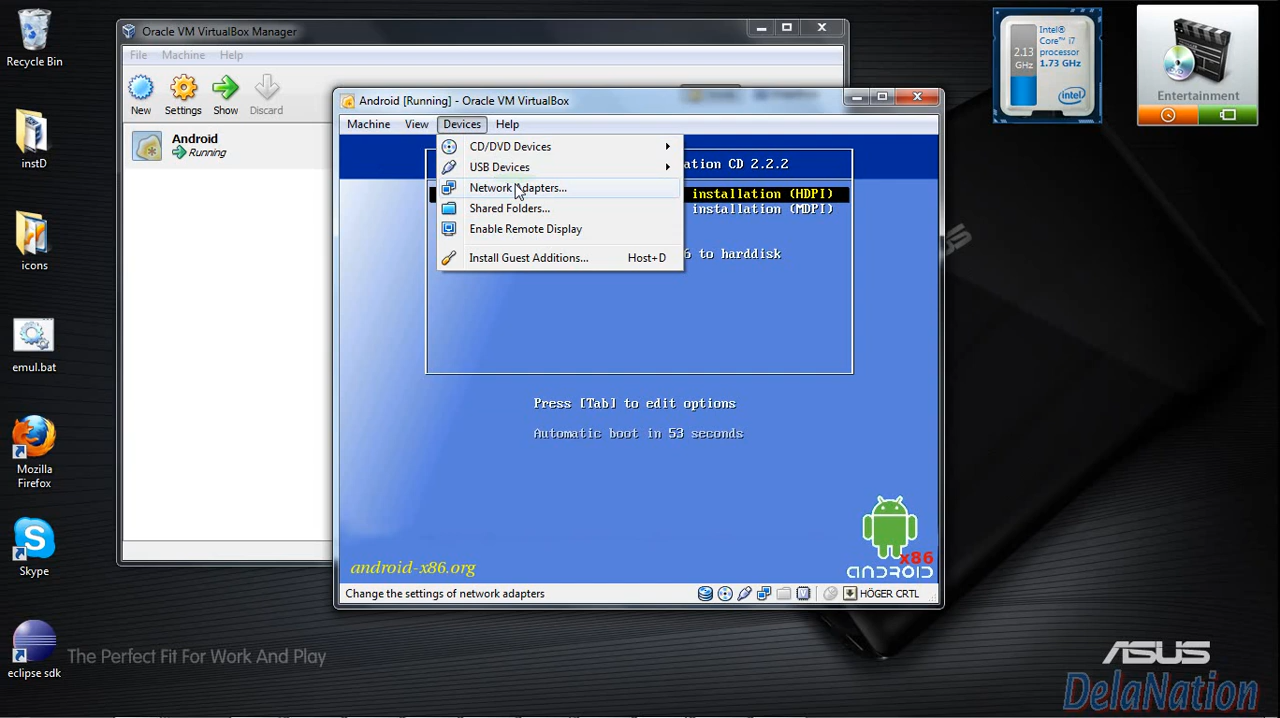 Recycle Bin
instD
icons
emul.bat
Mozilla
Firefox
Skype
eclipse sdk
Oracle VM VirtualBox Manager
File Machine Help
New Settings Show Discard
Android
Running
Android [Running] - Oracle VM VirtualBox
Machine View Devices Help
CD/DVD Devices
USB Devices
Network Adapters...
Shared Folders...
Enable Remote Display
Install Guest Additions... Host+D
ation CD 2.2.2
installation (HDPI)
installation (MDPI)
6 to harddisk
Press [Tab] to edit options
Automatic boot in 53 seconds
android-x86.org
x86
ANDROID
Change the settings of network adapters
HÖGER CRTL
2.13
GHz
Intel®
Core™ i7
processor
1.73 GHz
intel
Entertainment
The Perfect Fit For Work And Play
ASUS
DelaNation